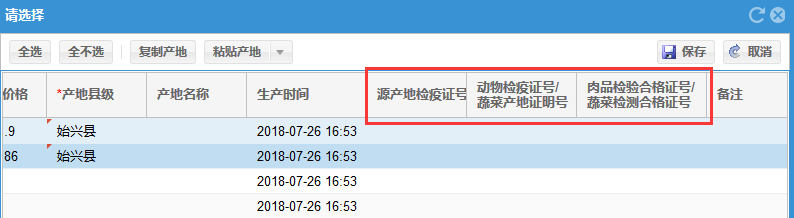 请选择
全选 全不选 复制产地 粘贴产地 保存 取消
价格 *产地县级 产地名称 生产时间 源产地检疫证号 动物检疫证号/ 肉品检验合格证号/ 备注
蔬菜产地证明号 蔬菜检测合格证号
.9 始兴县 2018-07-26 16:53
86 始兴县 2018-07-26 16:53
2018-07-26 16:53
2018-07-26 16:53